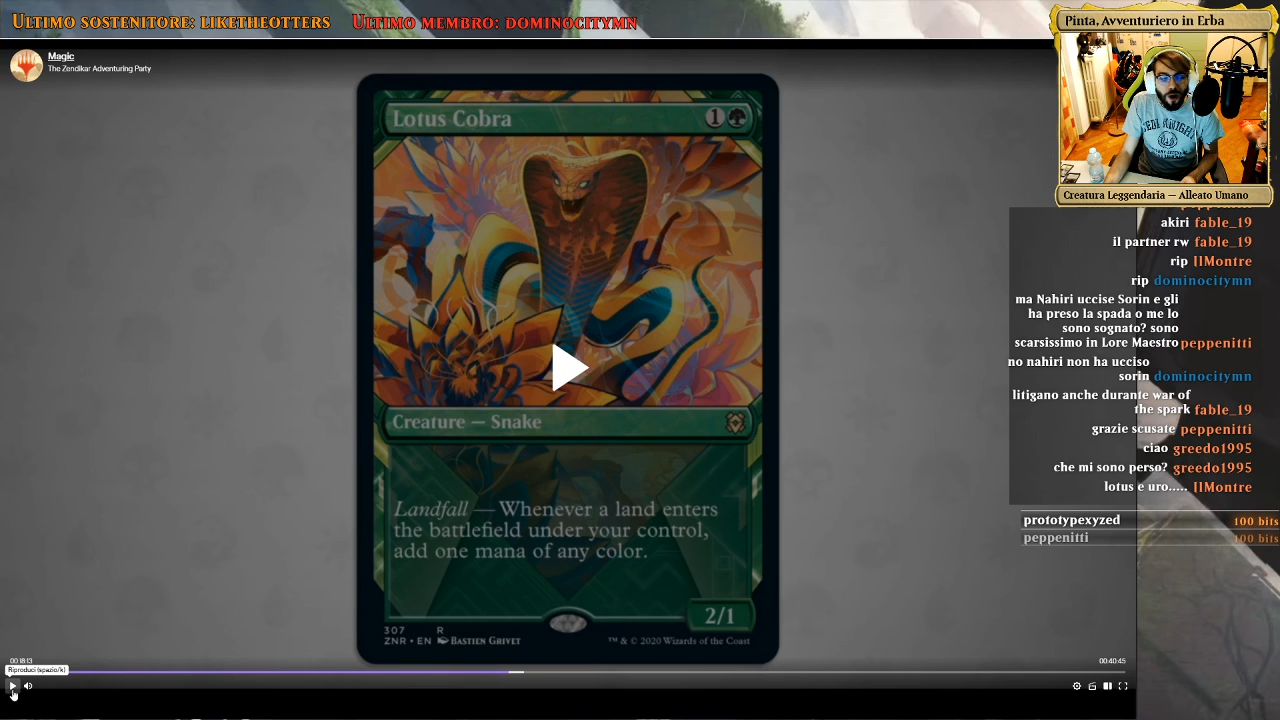 Ultimo sostenitore: liketheotters Ultimo membro: dominocitymn
Magic
The Zendikar Adventuring Party
Pinta, Avventuriero in Erba
JEDI KNIGHT
Creatura Leggendaria — Alleato Umano
Lotus Cobra 1
Creature — Snake
Landfall — Whenever a land enters
the battlefield under your control,
add one mana of any color.
2/1
307 R
ZNR • EN Bastien Grivet ™ & © 2020 Wizards of the Coast
akiri fable_19
il partner rw fable_19
rip IlMontre
rip dominocitymn
ma Nahiri uccise Sorin e gli
ha preso la spada o me lo
sono sognato? sono
scarsissimo in Lore Maestro peppenitti
no nahiri non ha ucciso
sorin dominocitymn
litigano anche durante war of
the spark fable_19
grazie scusate peppenitti
ciao greedo1995
che mi sono perso? greedo1995
lotus e uro..... IlMontre
prototypexyzed 100 bits
peppenitti 100 bits
00:18:13 00:40:45
Riproduci (spazio/k)